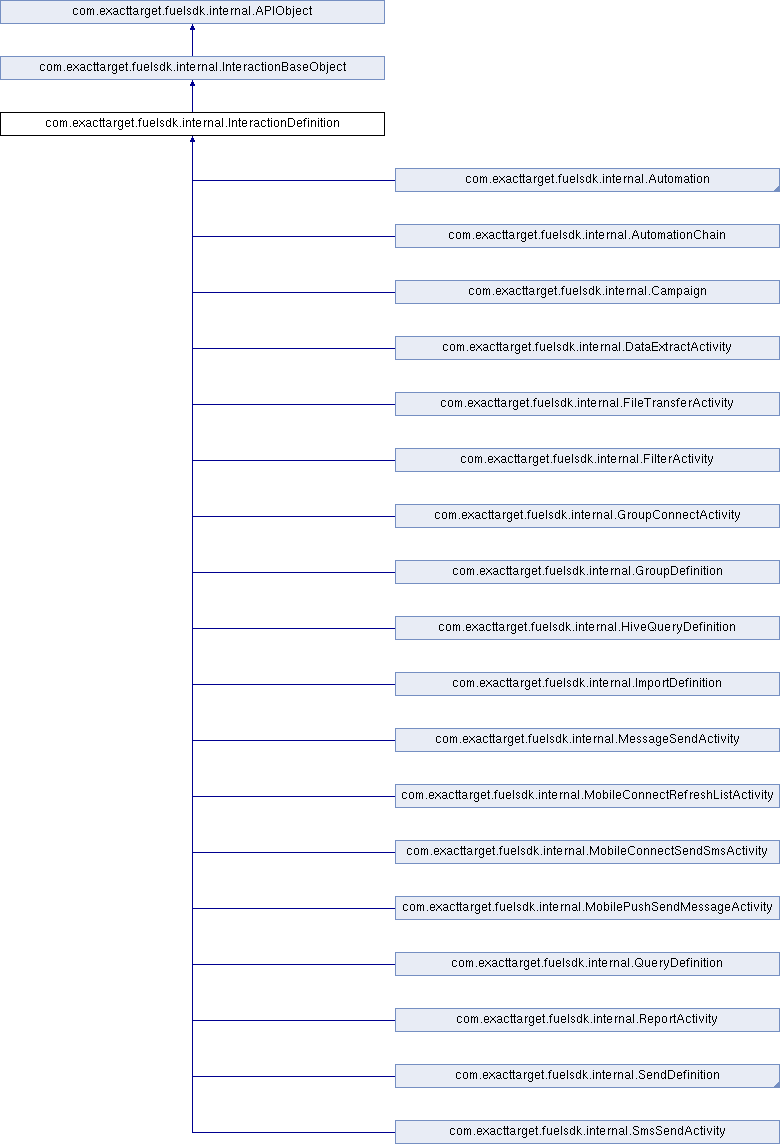 com.exacttarget.fuelsdk.internal.APIObject
com.exacttarget.fuelsdk.internal.InteractionBaseObject
com.exacttarget.fuelsdk.internal.InteractionDefinition
com.exacttarget.fuelsdk.internal.Automation
com.exacttarget.fuelsdk.internal.AutomationChain
com.exacttarget.fuelsdk.internal.Campaign
com.exacttarget.fuelsdk.internal.DataExtractActivity
com.exacttarget.fuelsdk.internal.FileTransferActivity
com.exacttarget.fuelsdk.internal.FilterActivity
com.exacttarget.fuelsdk.internal.GroupConnectActivity
com.exacttarget.fuelsdk.internal.GroupDefinition
com.exacttarget.fuelsdk.internal.HiveQueryDefinition
com.exacttarget.fuelsdk.internal.ImportDefinition
com.exacttarget.fuelsdk.internal.MessageSendActivity
com.exacttarget.fuelsdk.internal.MobileConnectRefreshListActivity
com.exacttarget.fuelsdk.internal.MobileConnectSendSmsActivity
com.exacttarget.fuelsdk.internal.MobilePushSendMessageActivity
com.exacttarget.fuelsdk.internal.QueryDefinition
com.exacttarget.fuelsdk.internal.ReportActivity
com.exacttarget.fuelsdk.internal.SendDefinition
com.exacttarget.fuelsdk.internal.SmsSendActivity